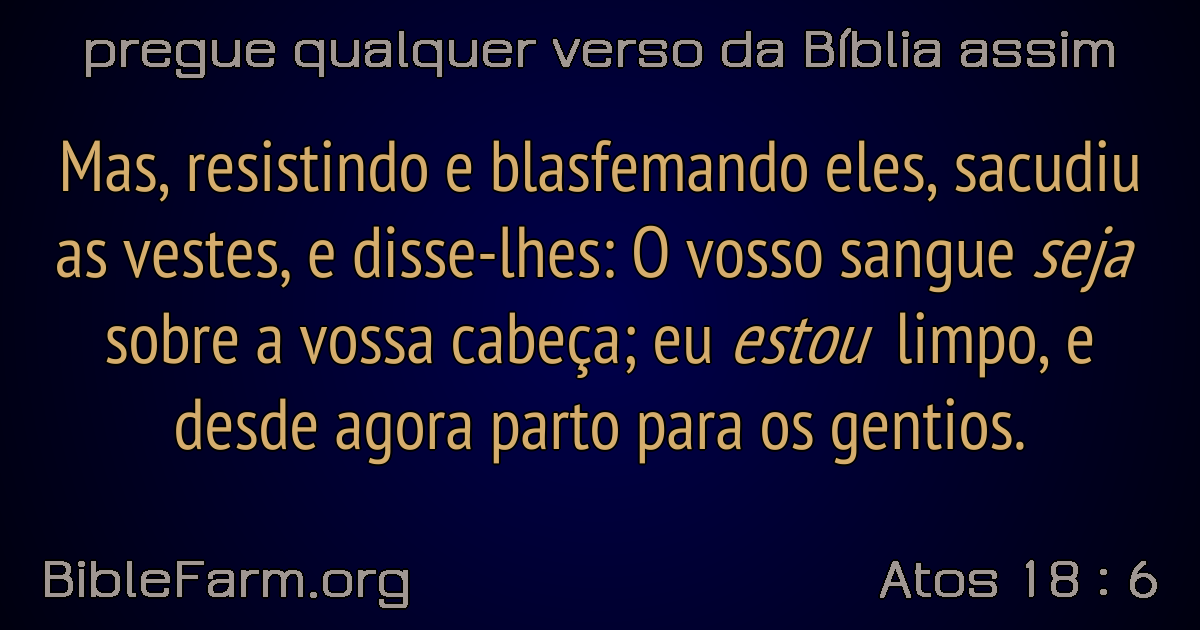 pregue qualquer verso da Bíblia assim
Mas, resistindo e blasfemando eles, sacudiu
as vestes, e disse-lhes: O vosso sangue seja
sobre a vossa cabeça; eu estou limpo, e
desde agora parto para os gentios.
BibleFarm.org
Atos 18 : 6